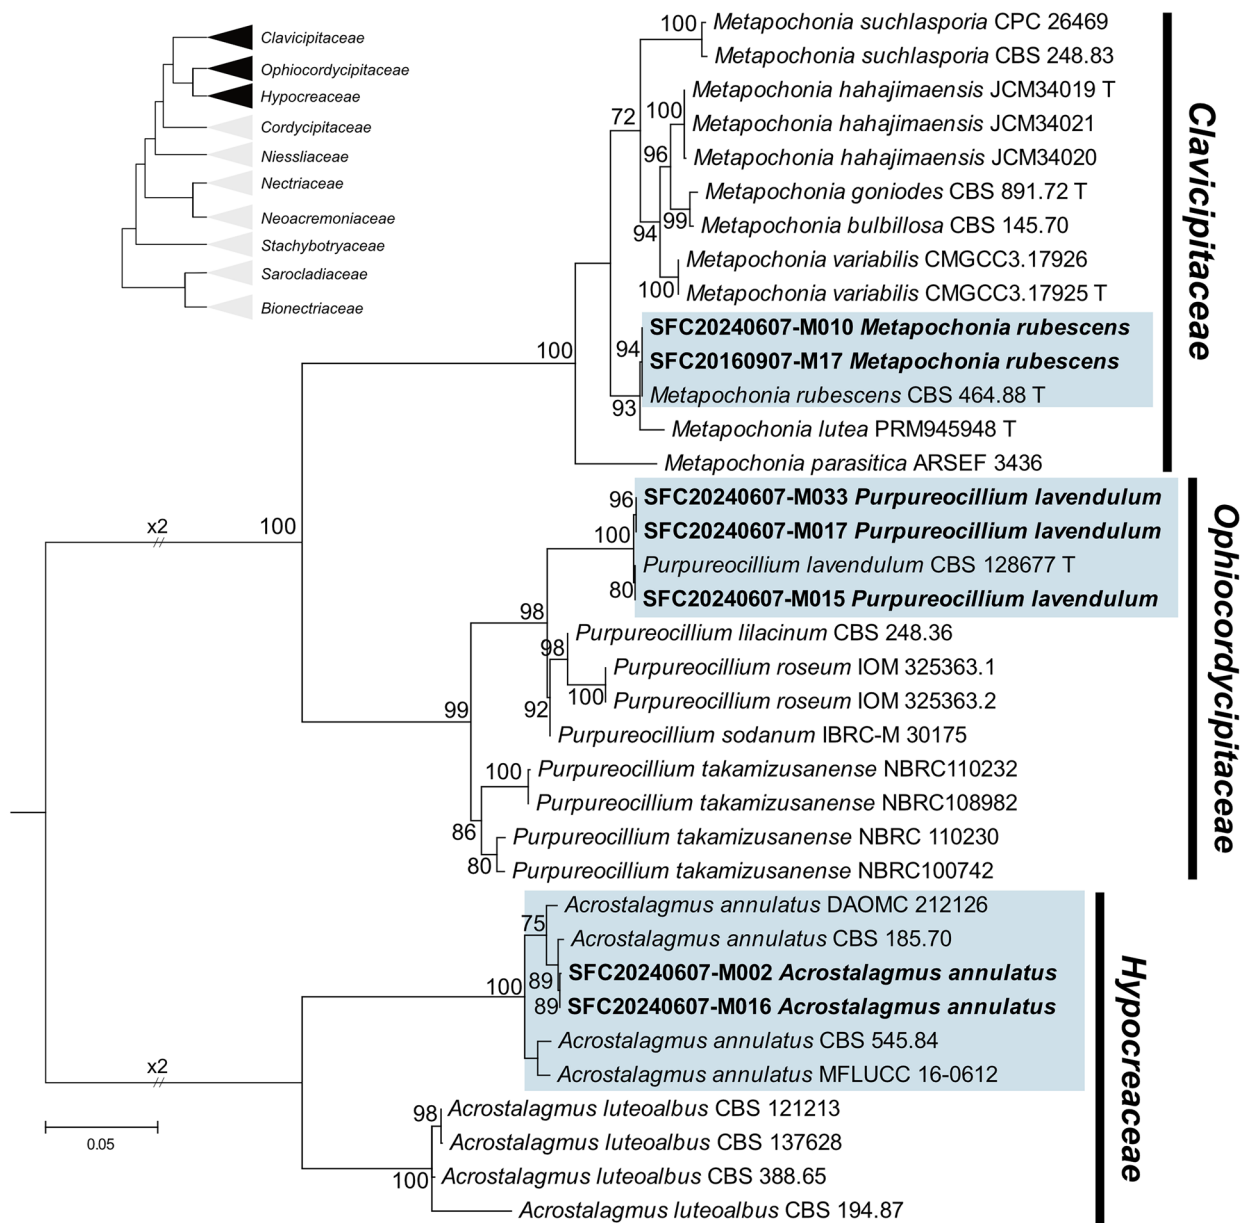 Clavicipitaceae
Ophiocordycipitaceae
Hypocreaceae
Cordycipitaceae
Niessliaceae
Nectriaceae
Neoacremoniaceae
Stachybotryaceae
Sarocladiaceae
Bionectriaceae
100
Metapochonia suchlasporia CPC 26469
Metapochonia suchlasporia CBS 248.83
Metapochonia hahajimaensis JCM34019 T
100
Metapochonia hahajimaensis JCM34021
72
Metapochonia hahajimaensis JCM34020
96
Metapochonia goniodes CBS 891.72 T
99
Metapochonia bulbillosa CBS 145.70
94
Metapochonia variabilis CMGCC3.17926
100
Metapochonia variabilis CMGCC3.17925 T
SFC20240607-M010 Metapochonia rubescens
94
SFC20160907-M17 Metapochonia rubescens
100
Metapochonia rubescens CBS 464.88 T
93
Metapochonia lutea PRM945948 T
Metapochonia parasitica ARSEF 3436
Clavicipitaceae
96
SFC20240607-M033 Purpureocillium lavendulum
x2
100
100
SFC20240607-M017 Purpureocillium lavendulum
Purpureocillium lavendulum CBS 128677 T
80
SFC20240607-M015 Purpureocillium lavendulum
98
Purpureocillium lilacinum CBS 248.36
98
Purpureocillium roseum IOM 325363.1
100
Purpureocillium roseum IOM 325363.2
99
92
Purpureocillium sodanum IBRC-M 30175
100
Purpureocillium takamizusanense NBRC110232
Purpureocillium takamizusanense NBRC108982
86
Purpureocillium takamizusanense NBRC 110230
80
Purpureocillium takamizusanense NBRC100742
Ophiocordycipitaceae
Acrostalagmus annulatus DAOMC 212126
75
Acrostalagmus annulatus CBS 185.70
100
89
SFC20240607-M002 Acrostalagmus annulatus
89
SFC20240607-M016 Acrostalagmus annulatus
Acrostalagmus annulatus CBS 545.84
x2
Acrostalagmus annulatus MFLUCC 16-0612
98
Acrostalagmus luteoalbus CBS 121213
Acrostalagmus luteoalbus CBS 137628
100
Acrostalagmus luteoalbus CBS 388.65
Acrostalagmus luteoalbus CBS 194.87
Hypocreaceae
0.05